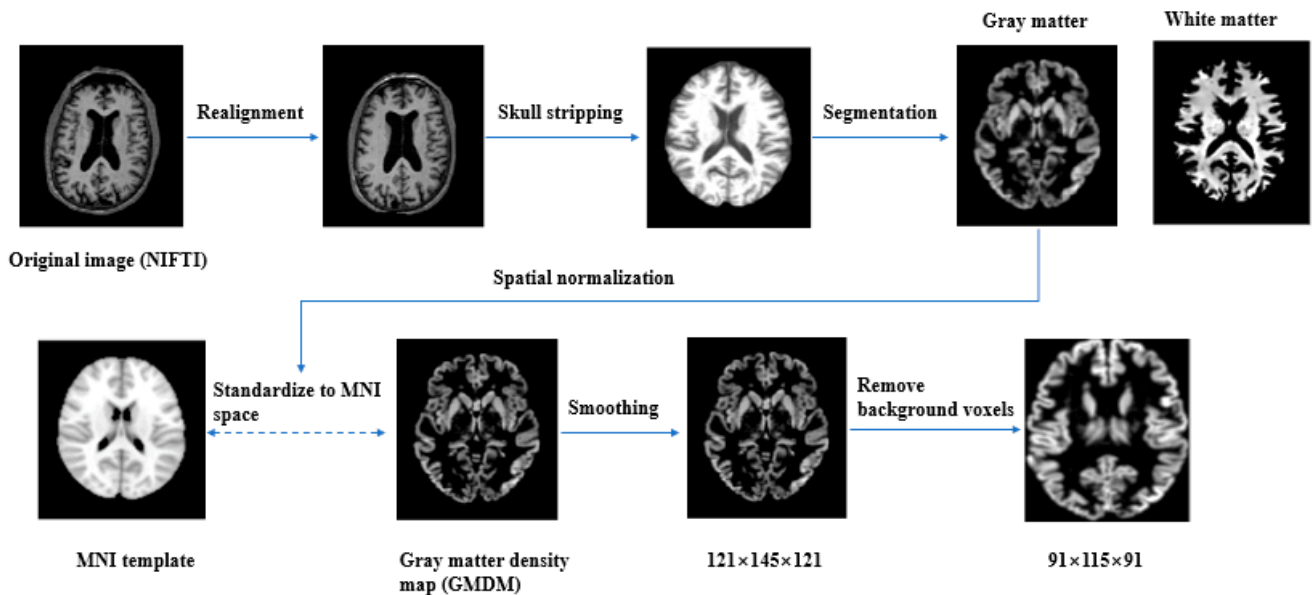 Gray matter
White matter
Realignment
Skull stripping
Segmentation
Original image (NIFTI)
Spatial normalization
Standardize to MNI
space
Smoothing
Remove
background voxels
MNI template
Gray matter density
map (GMDM)
121×145×121
91×115×91